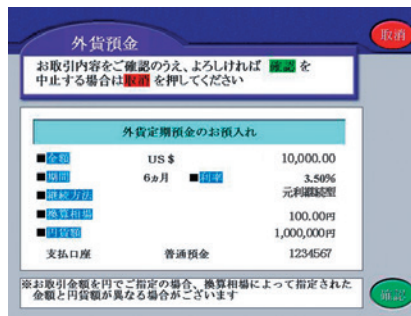 外貨預金
取消
お取引内容をご確認のうえ、よろしければ 確認 を
中止する場合は取消 を押してください
外貨定期預金のお預入れ
■金額 US $ 10,000.00
■期間 6ヵ月 ■利率 3.50%
■継続方法 元利継続型
■換算相場 100.00円
■円貨額 1,000,000円
支払口座 普通預金 1234567
※お取引金額を円でご指定の場合、換算相場によって指定された
金額と円貨額が異なる場合がございます
確認